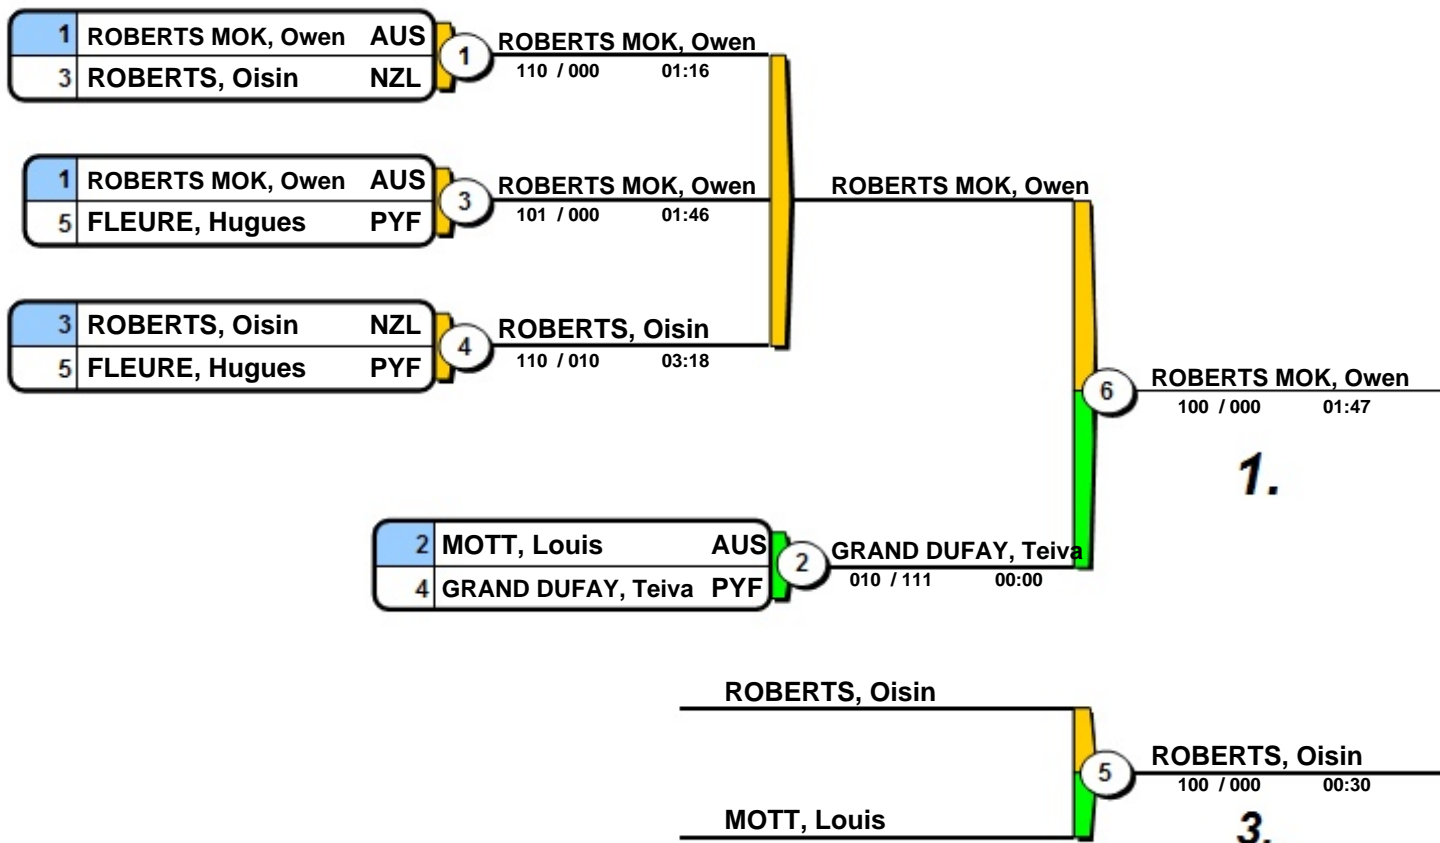 1 ROBERTS MOK, Owen AUS
3 ROBERTS, Oisin NZL
1
ROBERTS MOK, Owen
110 / 000 01:16
1 ROBERTS MOK, Owen AUS
5 FLEURE, Hugues PYF
3
ROBERTS MOK, Owen
101 / 000 01:46
ROBERTS MOK, Owen
3 ROBERTS, Oisin NZL
5 FLEURE, Hugues PYF
4
ROBERTS, Oisin
110 / 010 03:18
6
ROBERTS MOK, Owen
100 / 000 01:47
1.
2 MOTT, Louis AUS
4 GRAND DUFAY, Teiva PYF
2
GRAND DUFAY, Teiva
010 / 111 00:00
ROBERTS, Oisin
MOTT, Louis
5
ROBERTS, Oisin
100 / 000 00:30
3.